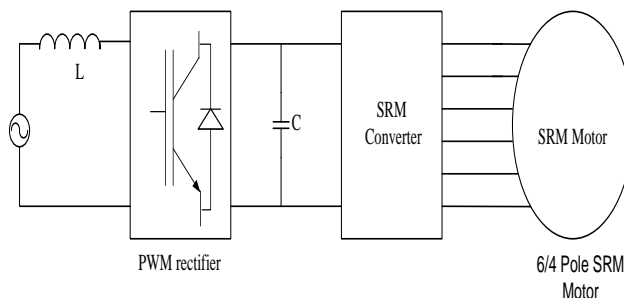 L
C
SRM
Converter
SRM Motor
PWM rectifier
6/4 Pole SRM
Motor